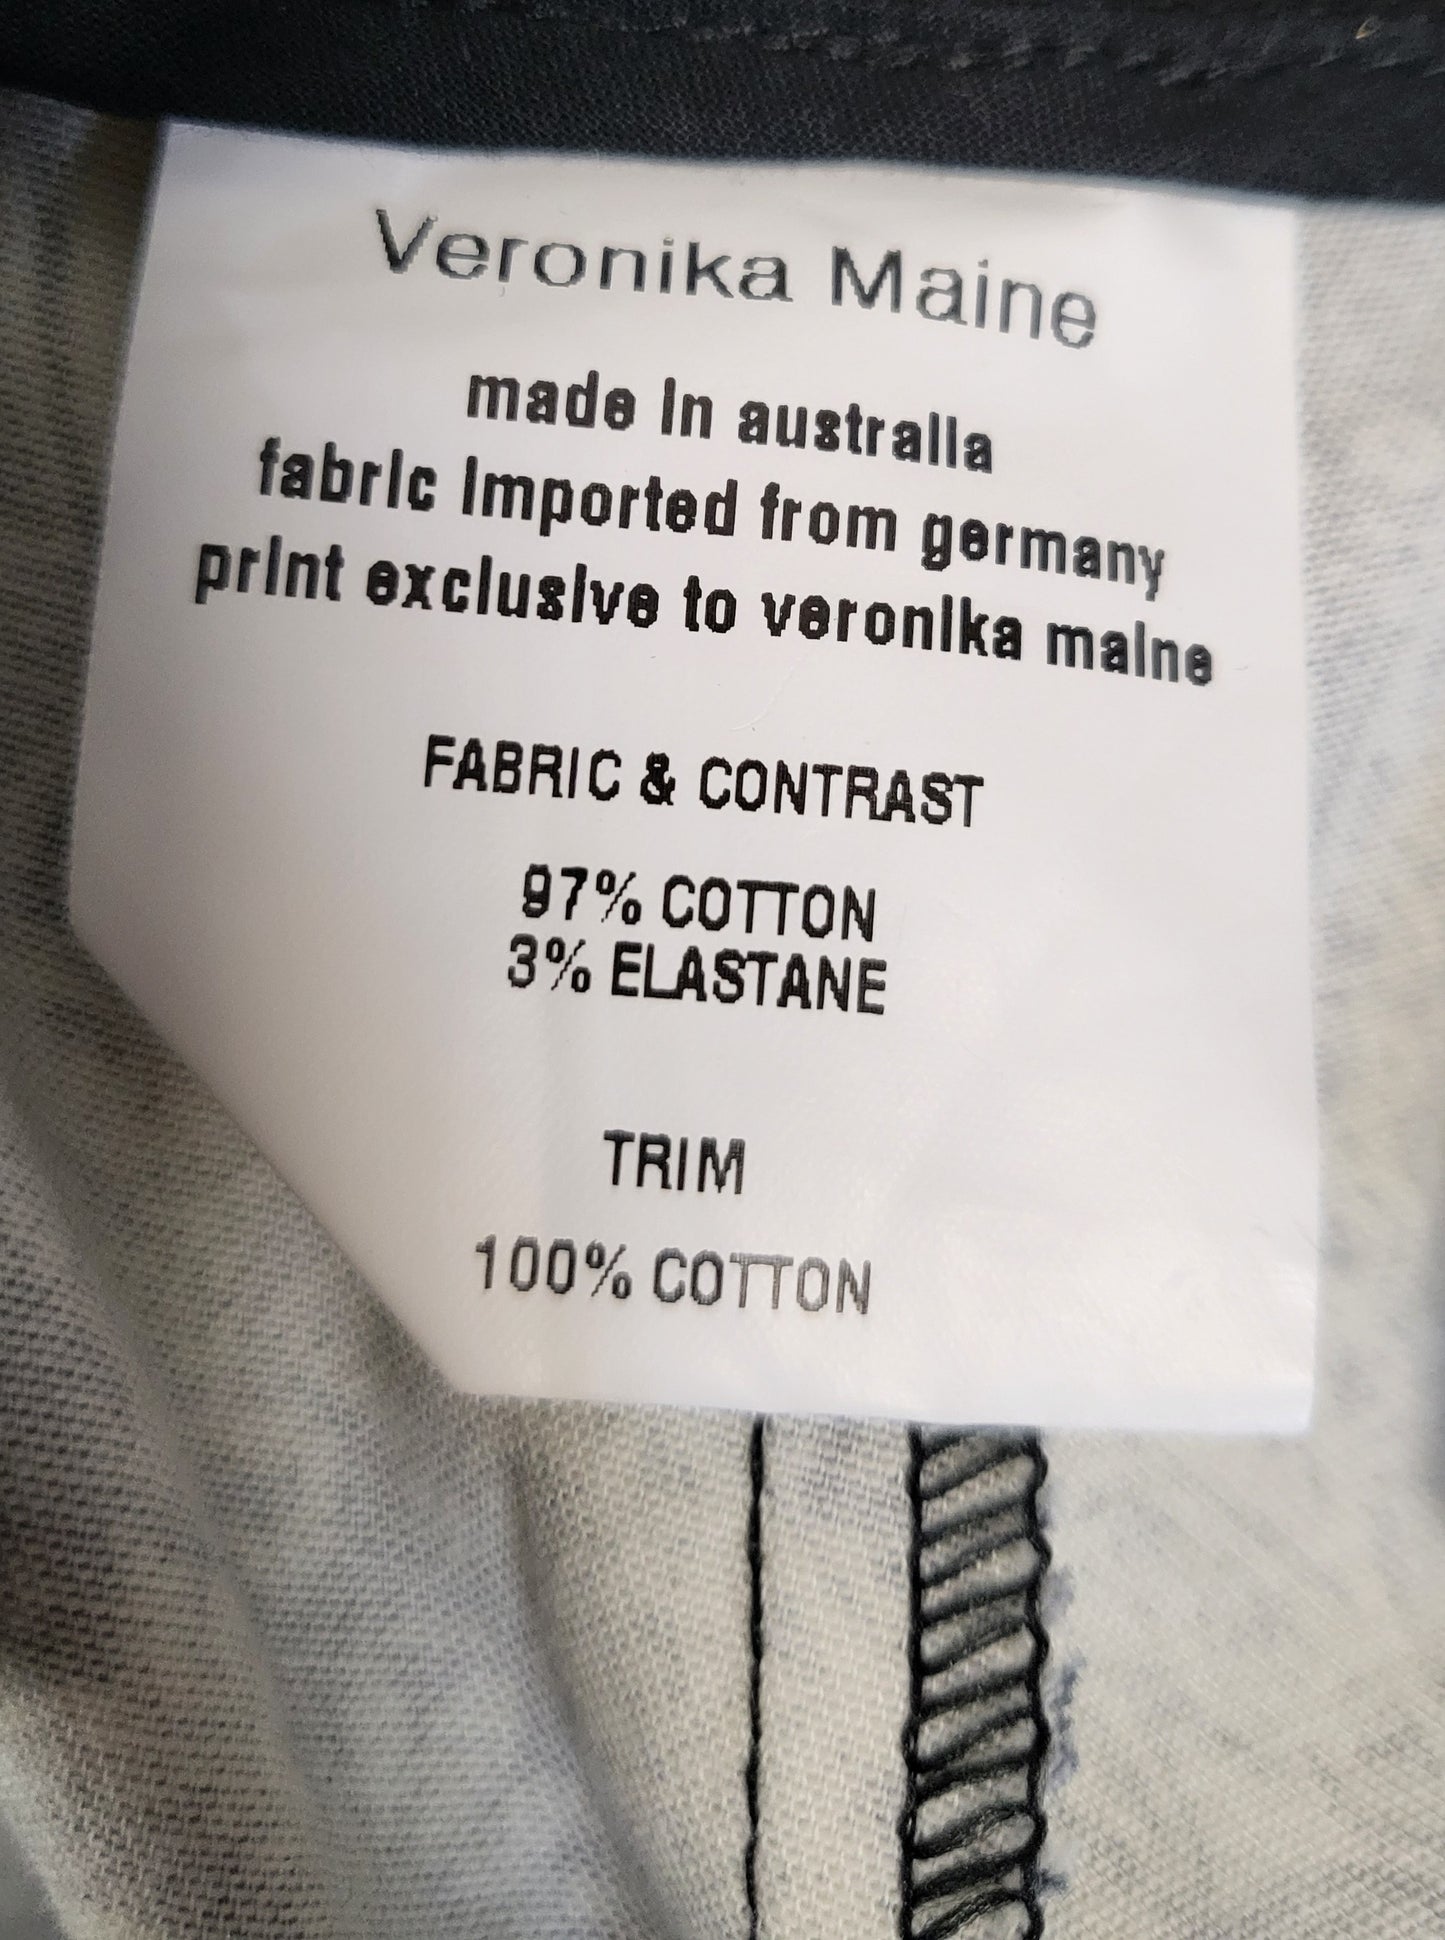 Veronika Maine
made in australia
fabric imported from germany
print exclusive to veronika maine
FABRIC & CONTRAST
97% COTTON
3% ELASTANE
TRIM
100% COTTON